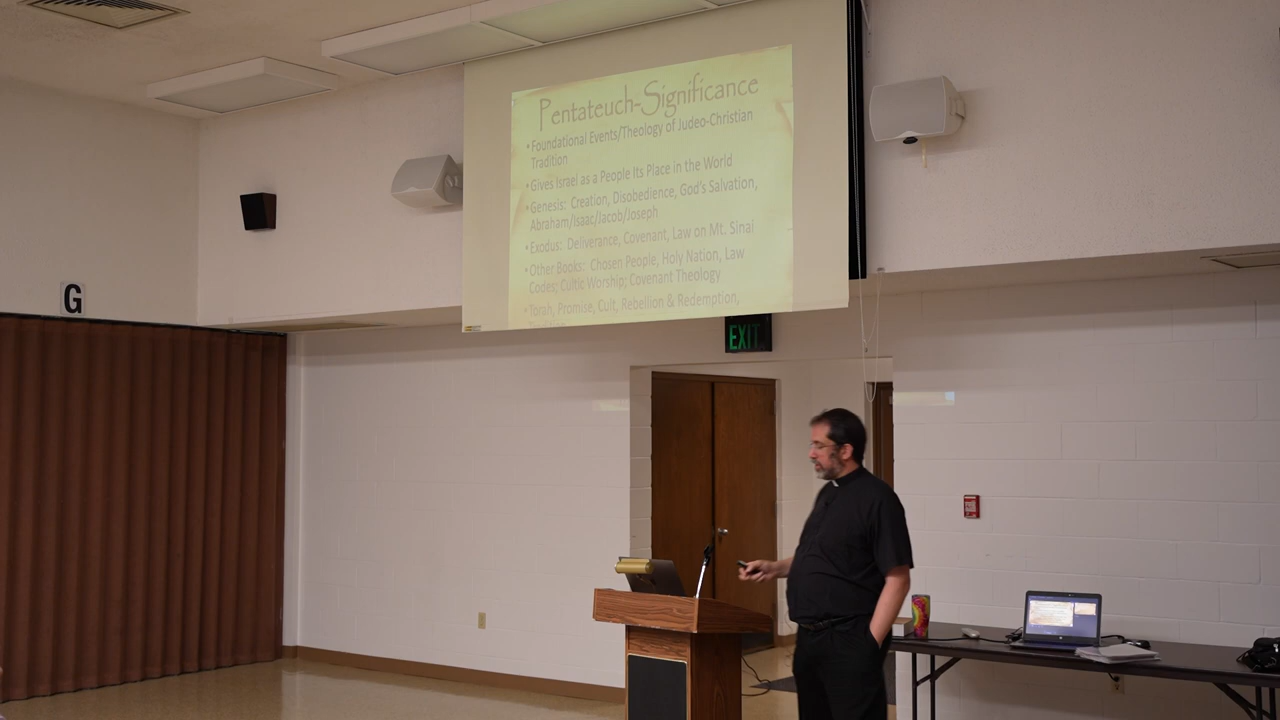 Pentateuch-Significance
• Foundational Events/Theology of Judeo-Christian
Tradition
• Gives Israel as a People Its Place in the World
• Genesis: Creation, Disobedience, God's Salvation,
Abraham/Isaac/Jacob/Joseph
• Exodus: Deliverance, Covenant, Law on Mt. Sinai
• Other Books: Chosen People, Holy Nation, Law
Codes; Cultic Worship; Covenant Theology
• Torah, Promise, Cult, Rebellion & Redemption,
G
EXIT